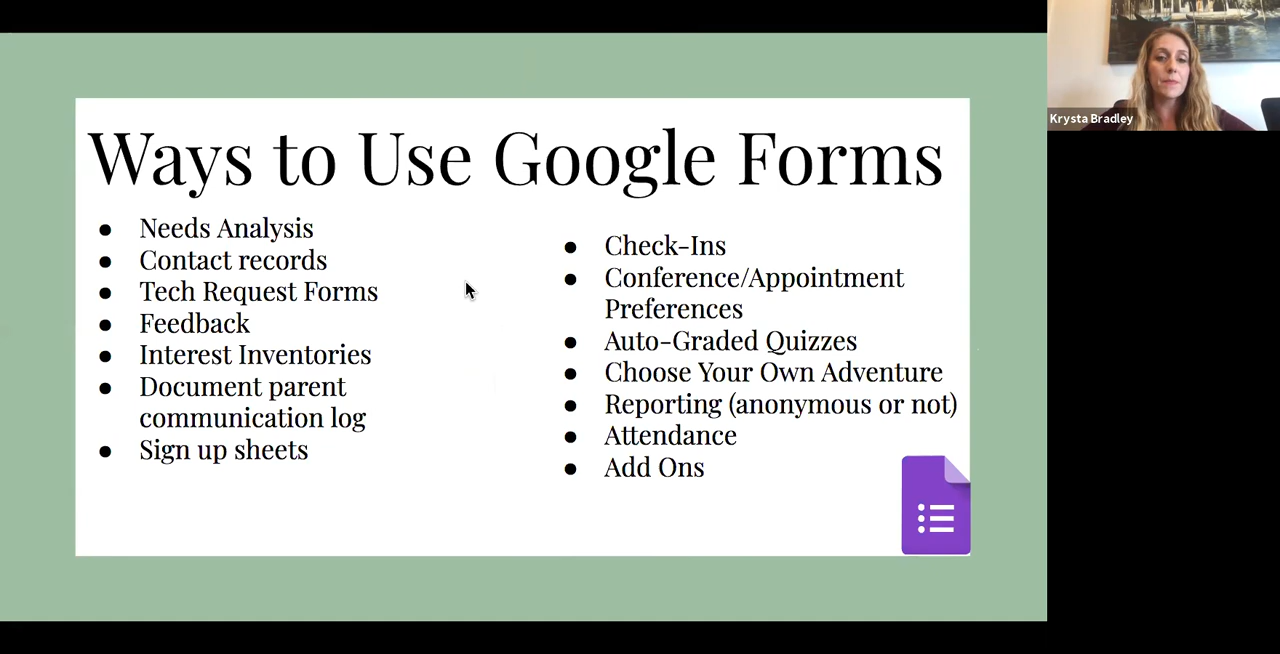 Ways to Use Google Forms
● Needs Analysis
● Contact records
● Tech Request Forms
● Feedback
● Interest Inventories
● Document parent
communication log
● Sign up sheets
● Check-Ins
● Conference/Appointment
Preferences
● Auto-Graded Quizzes
● Choose Your Own Adventure
● Reporting (anonymous or not)
● Attendance
● Add Ons
Krysta Bradley